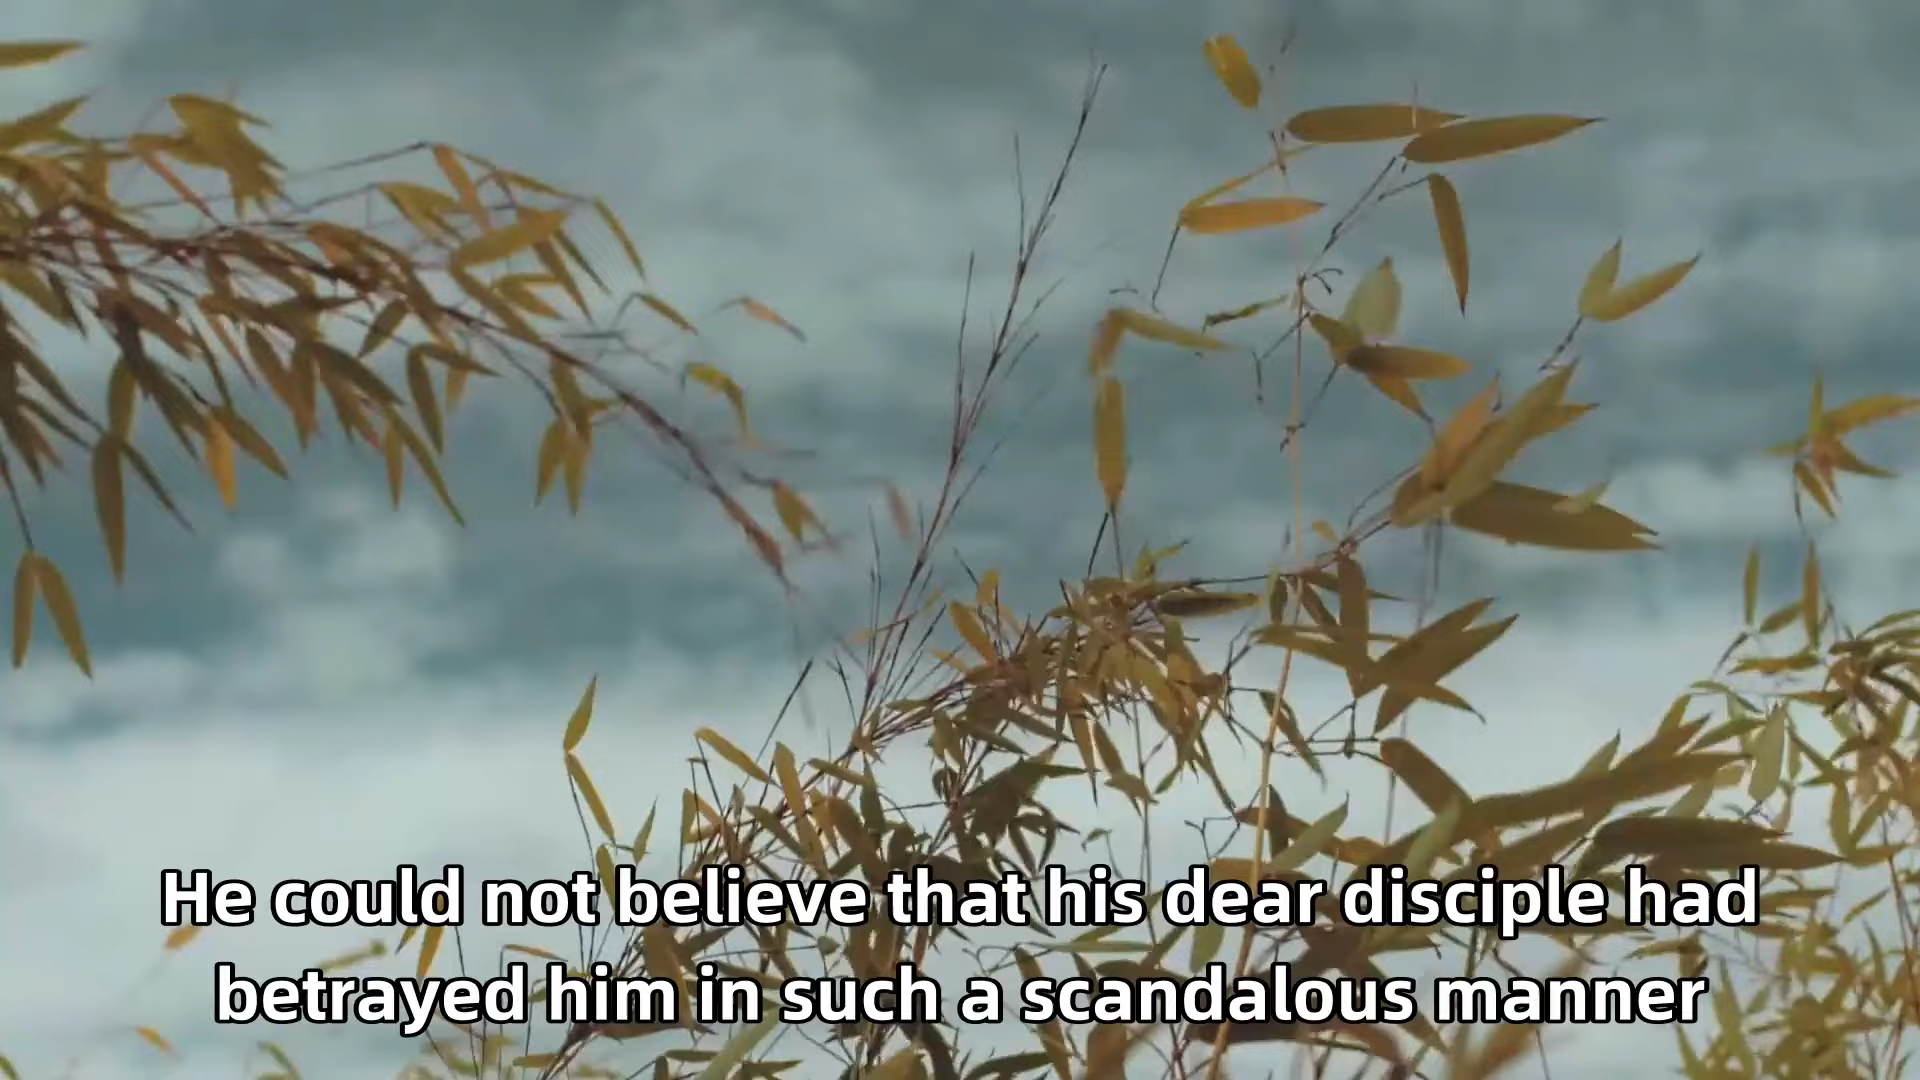 He could not believe that his dear disciple had
betrayed him in such a scandalous manner